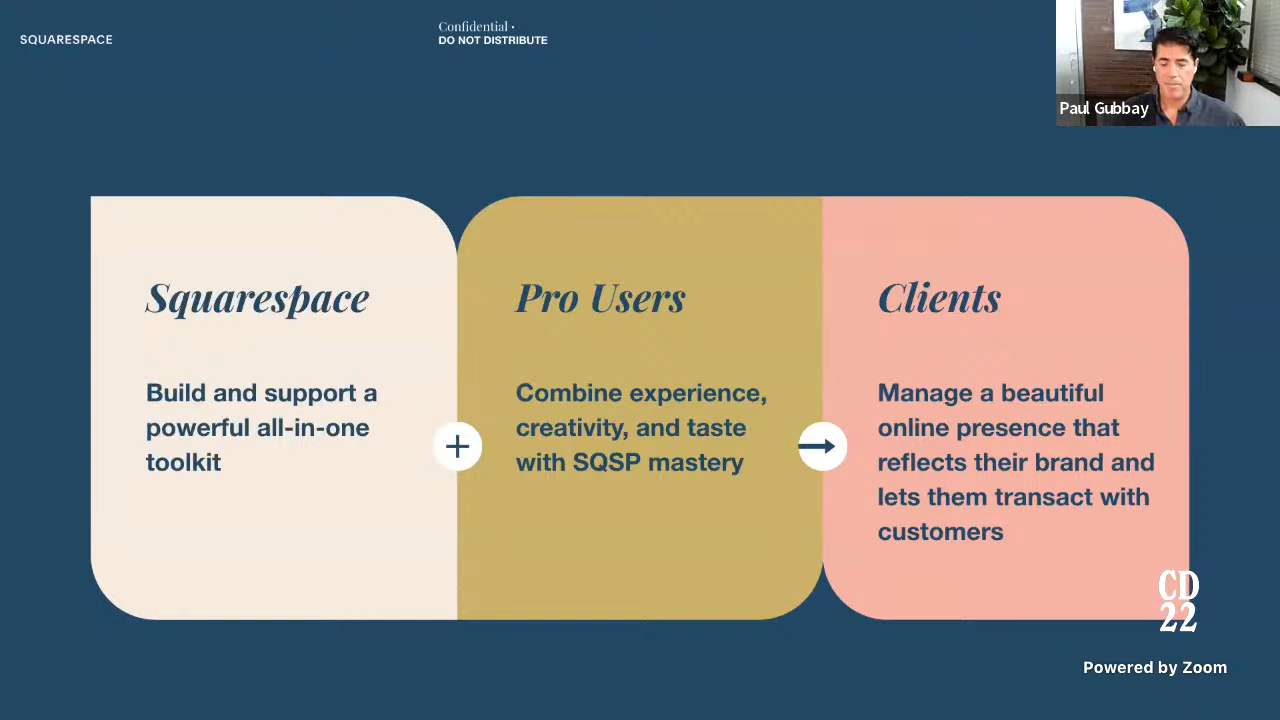 SQUARESPACE
Confidential •
DO NOT DISTRIBUTE
Paul Gubbay
Squarespace
Build and support a
powerful all-in-one
toolkit
+
Pro Users
Combine experience,
creativity, and taste
with SQSP mastery
→
Clients
Manage a beautiful
online presence that
reflects their brand and
lets them transact with
customers
CD
22
Powered by Zoom